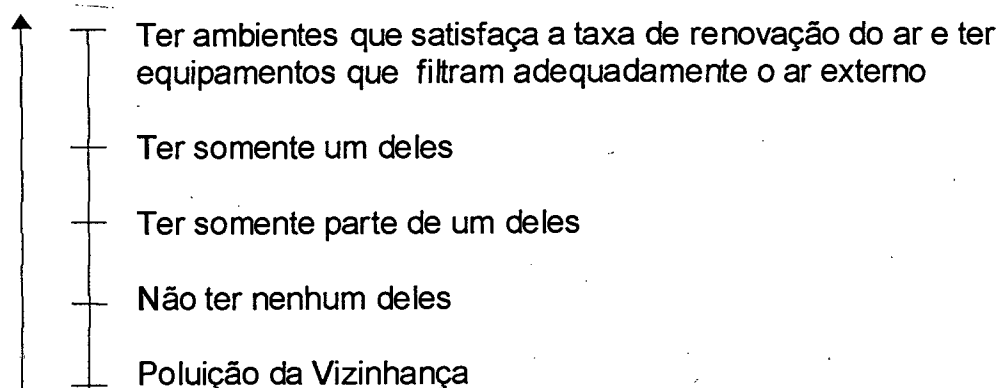 Ter ambientes que satisfaça a taxa de renovação do ar e ter
equipamentos que filtram adequadamente o ar externo
Ter somente um deles
Ter somente parte de um deles
Não ter nenhum deles
Poluição da Vizinhança